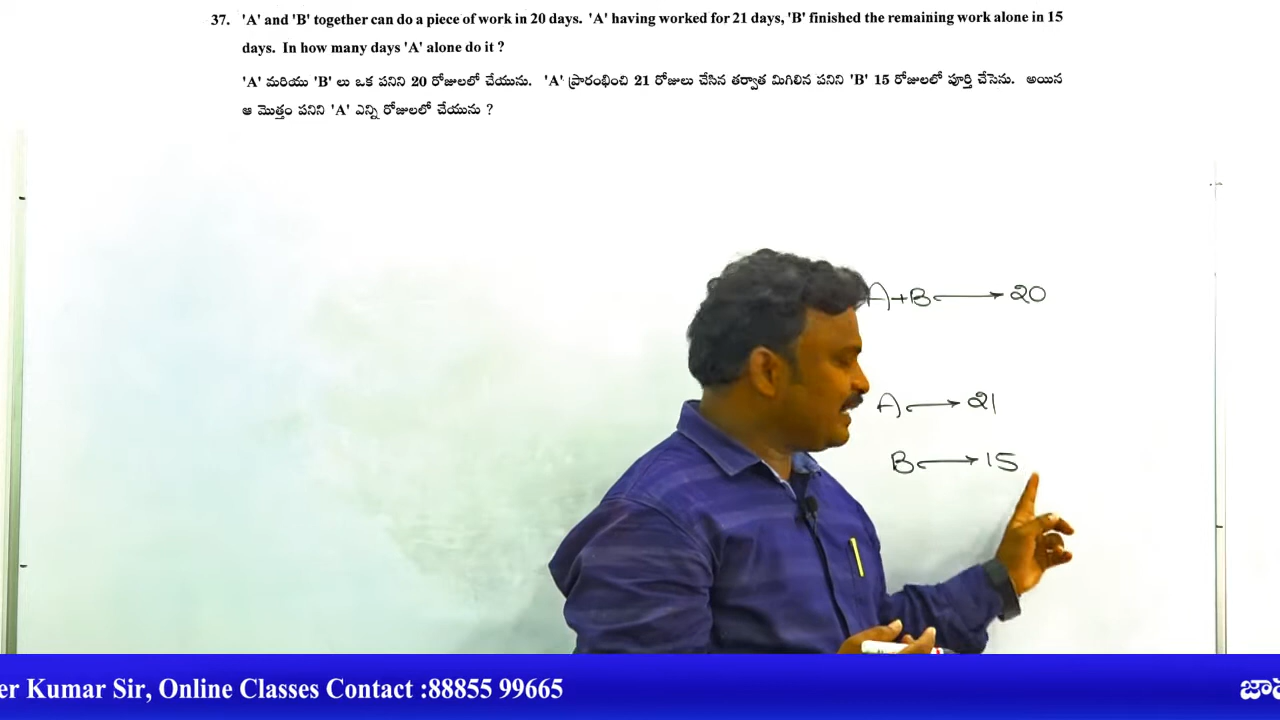 37. 'A' and 'B' together can do a piece of work in 20 days. 'A' having worked for 21 days, 'B' finished the remaining work alone in 15
days. In how many days 'A' alone do it ?
'A' మరియు 'B' లు ఒక పనిని 20 రోజులలో చేయును. 'A' ప్రారంభించి 21 రోజులు చేసిన తర్వాత మిగిలిన పనిని 'B' 15 రోజులలో పూర్తి చేసెను. అయిన
ఆ మొత్తం పనిని 'A' ఎన్ని రోజులలో చేయును ?
A+B → 20
A → 21
B → 15
er Kumar Sir, Online Classes Contact :88855 99665